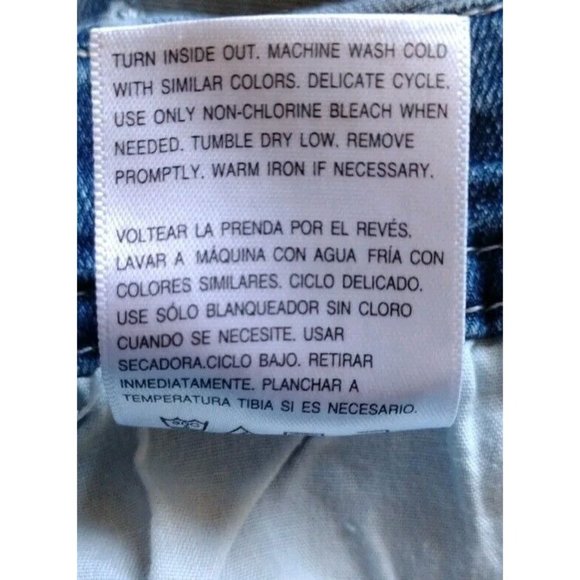 TURN INSIDE OUT. MACHINE WASH COLD
WITH SIMILAR COLORS. DELICATE CYCLE.
USE ONLY NON-CHLORINE BLEACH WHEN
NEEDED. TUMBLE DRY LOW. REMOVE
PROMPTLY. WARM IRON IF NECESSARY.
VOLTEAR LA PRENDA POR EL REVÉS.
LAVAR A MÁQUINA CON AGUA FRÍA CON
COLORES SIMILARES. CICLO DELICADO.
USE SÓLO BLANQUEADOR SIN CLORO
CUANDO SE NECESITE. USAR
SECADORA.CICLO BAJO. RETIRAR
INMEDIATAMENTE. PLANCHAR A
TEMPERATURA TIBIA SI ES NECESARIO.